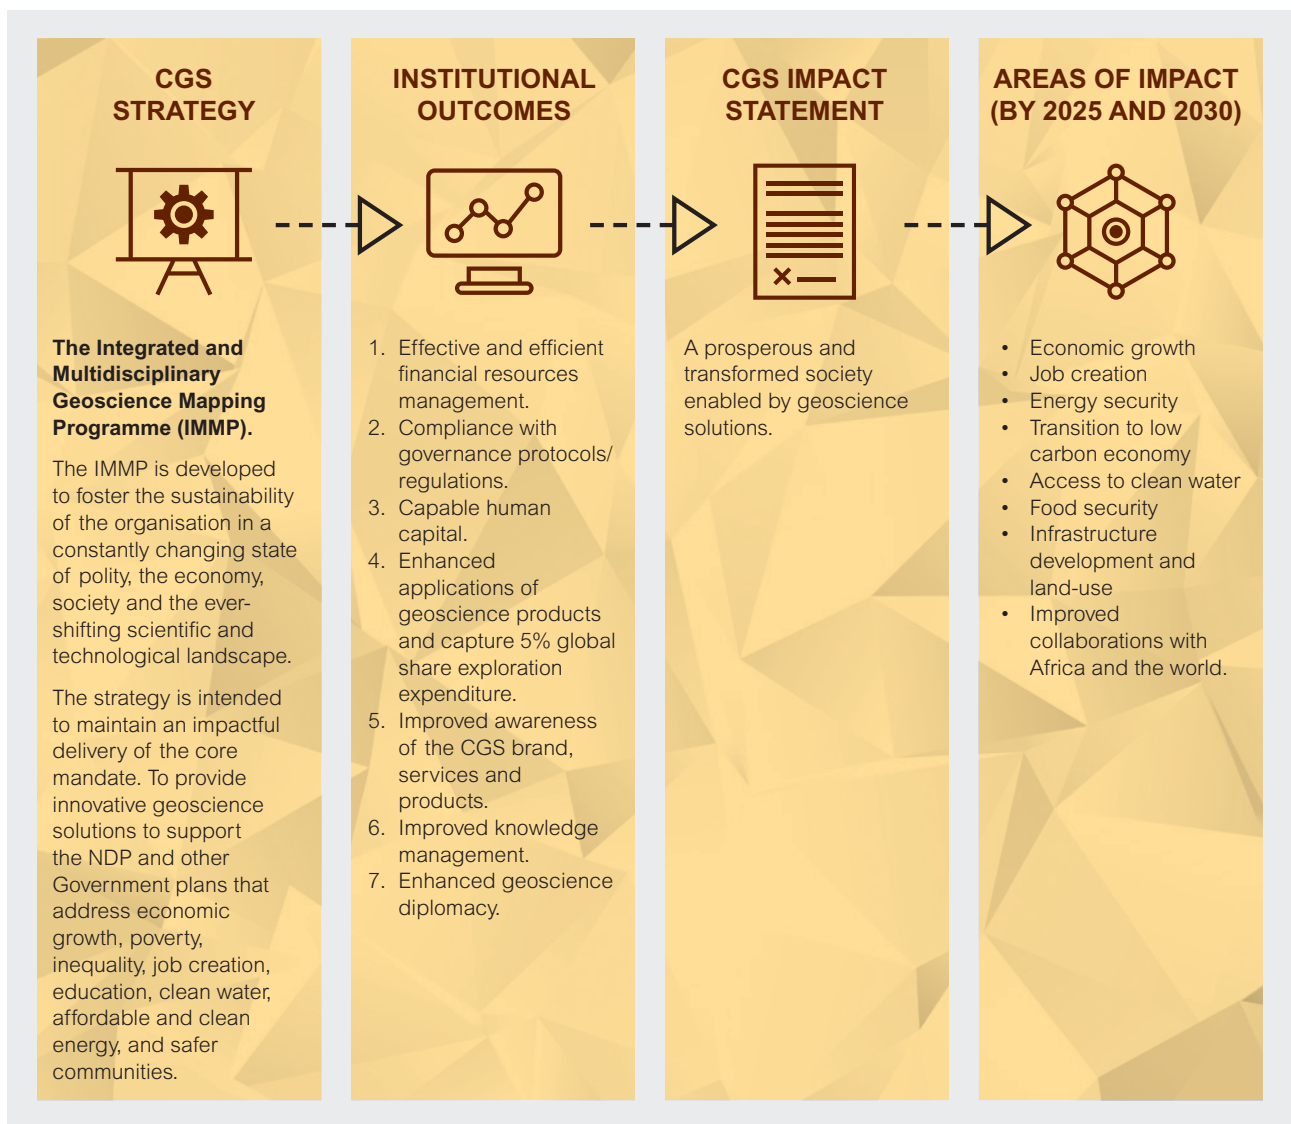 CGS
STRATEGY
The Integrated and
Multidisciplinary
Geoscience Mapping
Programme (IMMP).
The IMMP is developed
to foster the sustainability
of the organisation in a
constantly changing state
of polity, the economy,
society and the ever-
shifting scientific and
technological landscape.
The strategy is intended
to maintain an impactful
delivery of the core
mandate. To provide
innovative geoscience
solutions to support
the NDP and other
Government plans that
address economic
growth, poverty,
inequality, job creation,
education, clean water,
affordable and clean
energy, and safer
communities.
INSTITUTIONAL
OUTCOMES
1. Effective and efficient
financial resources
management.
2. Compliance with
governance protocols/
regulations.
3. Capable human
capital.
4. Enhanced
applications of
geoscience products
and capture 5% global
share exploration
expenditure.
5. Improved awareness
of the CGS brand,
services and
products.
6. Improved knowledge
management.
7. Enhanced geoscience
diplomacy.
CGS IMPACT
STATEMENT
A prosperous and
transformed society
enabled by geoscience
solutions.
AREAS OF IMPACT
(BY 2025 AND 2030)
• Economic growth
• Job creation
• Energy security
• Transition to low
carbon economy
• Access to clean water
• Food security
• Infrastructure
development and
land-use
• Improved
collaborations with
Africa and the world.